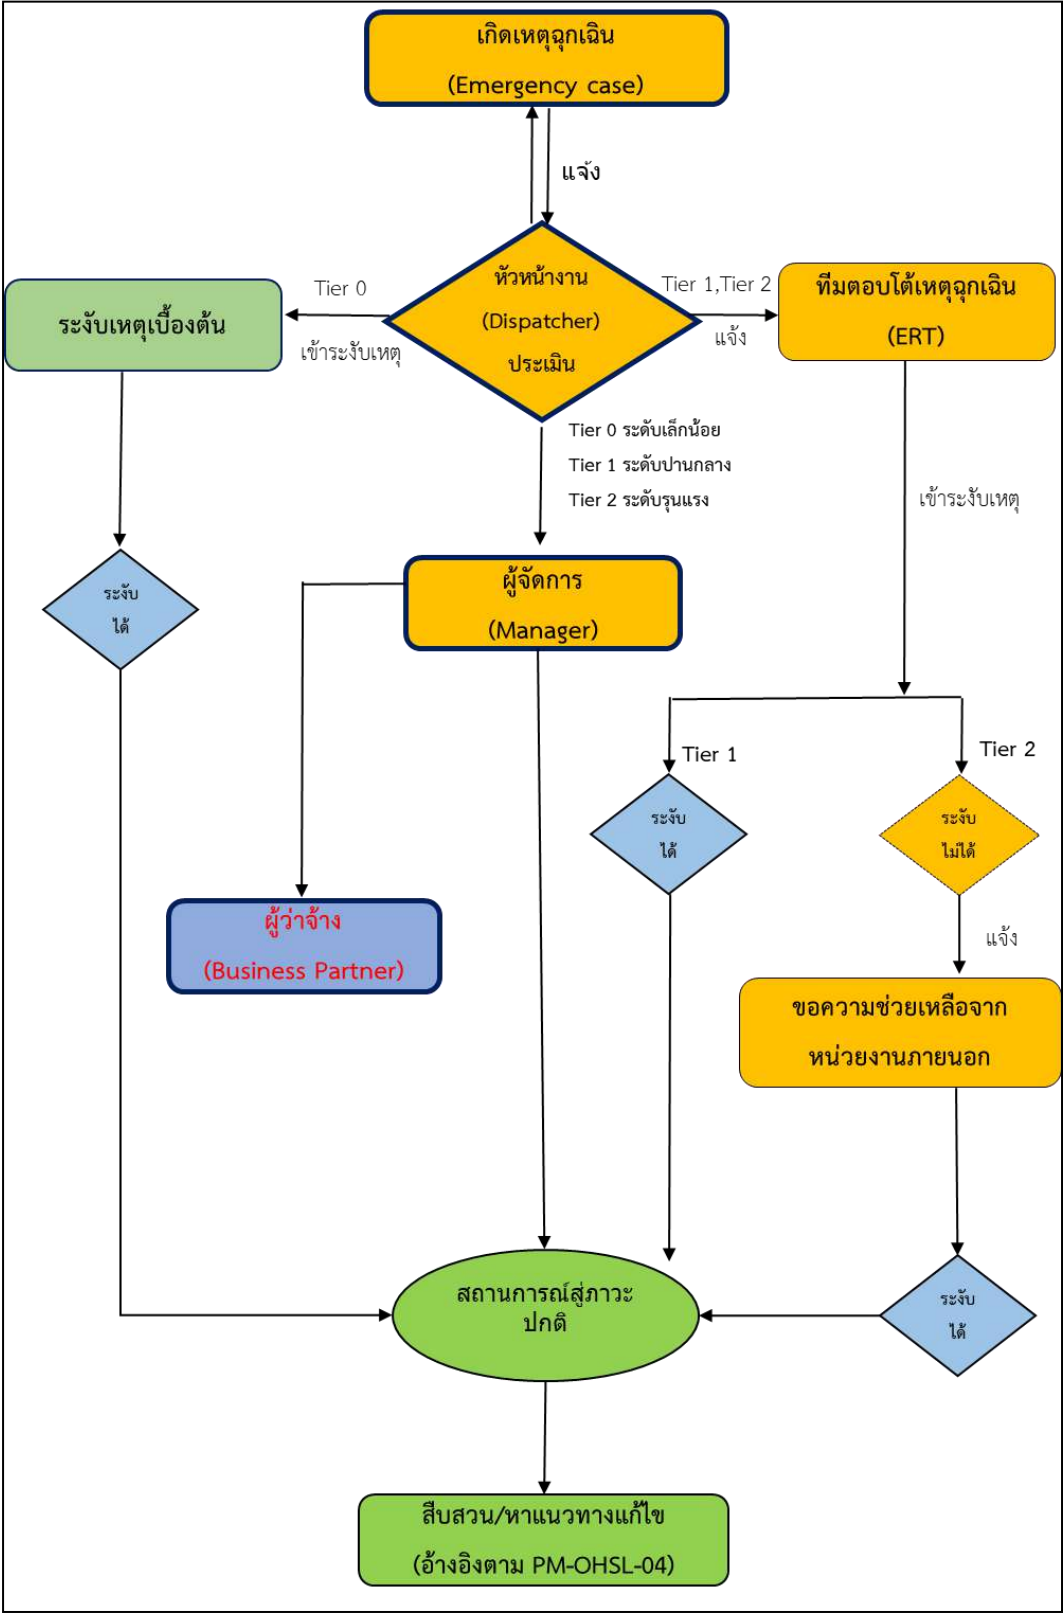 เกิดเหตุฉุกเฉิน
(Emergency case)
แจ้ง
หัวหน้างาน
(Dispatcher)
ประเมิน
Tier 0
เข้าระงับเหตุ
ระงับเหตุเบื้องต้น
Tier 1,Tier 2
แจ้ง
ทีมตอบโต้เหตุฉุกเฉิน
(ERT)
Tier 0 ระดับเล็กน้อย
Tier 1 ระดับปานกลาง
Tier 2 ระดับรุนแรง
เข้าระงับเหตุ
ระงับ
ได้
ผู้จัดการ
(Manager)
Tier 1
Tier 2
ระงับ
ได้
ระงับ
ไม่ได้
ผู้ว่าจ้าง
(Business Partner)
แจ้ง
ขอความช่วยเหลือจาก
หน่วยงานภายนอก
สถานการณ์สู่ภาวะ
ปกติ
ระงับ
ได้
สืบสวน/หาแนวทางแก้ไข
(อ้างอิงตาม PM-OHSL-04)